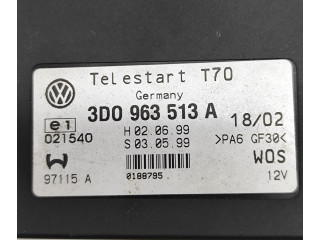 Telestart T70
Germany
3D0 963 513 A
18/02
e1
021540
H 02.06.99
S 03.05.99
>PA6 GF30<
WOS
97115 A
0188795
12V